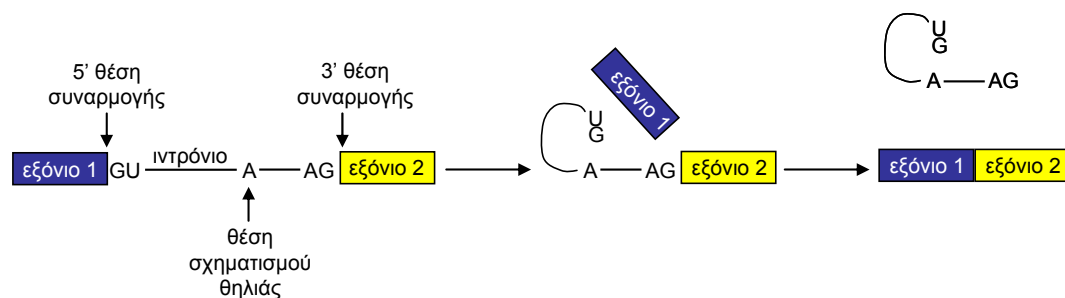 5’ θέση
συναρμογής
3’ θέση
συναρμογής
εξόνιο 1 GU ιντρόνιο A AG εξόνιο 2
θέση
σχηματισμού
θηλιάς
U
G
εξόνιο 1
A AG εξόνιο 2
U
G
A AG
εξόνιο 1 εξόνιο 2